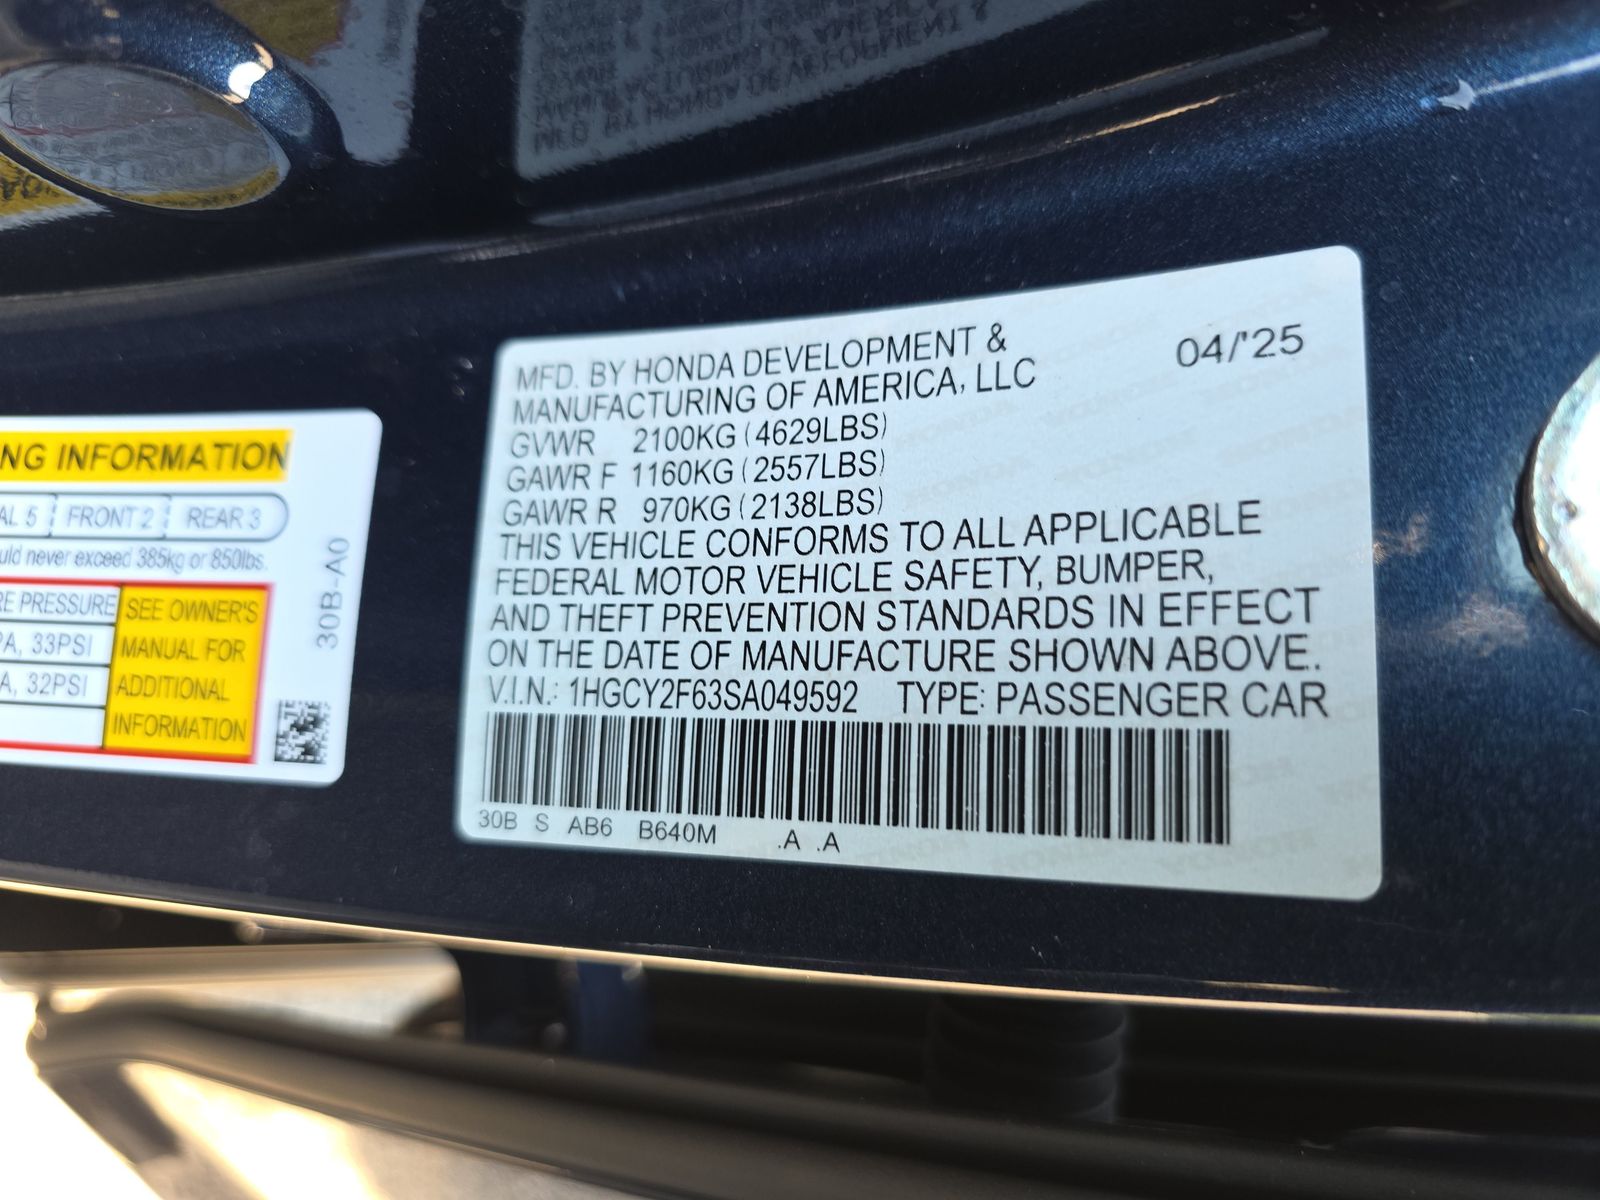 NG INFORMATION
AL 5 FRONT 2 REAR 3
uld never exceed 385kg or 850lbs.
RE PRESSURE
PA, 33PSI
A, 32PSI
SEE OWNER'S
MANUAL FOR
ADDITIONAL
INFORMATION
30B-A0
MFD. BY HONDA DEVELOPMENT &
MANUFACTURING OF AMERICA, LLC
04/'25
GVWR 2100KG (4629LBS)
GAWR F 1160KG (2557LBS)
GAWR R 970KG (2138LBS)
THIS VEHICLE CONFORMS TO ALL APPLICABLE
FEDERAL MOTOR VEHICLE SAFETY, BUMPER,
AND THEFT PREVENTION STANDARDS IN EFFECT
ON THE DATE OF MANUFACTURE SHOWN ABOVE.
V.I.N.: 1HGCY2F63SA049592 TYPE: PASSENGER CAR
30B S AB6 B640M .A .A